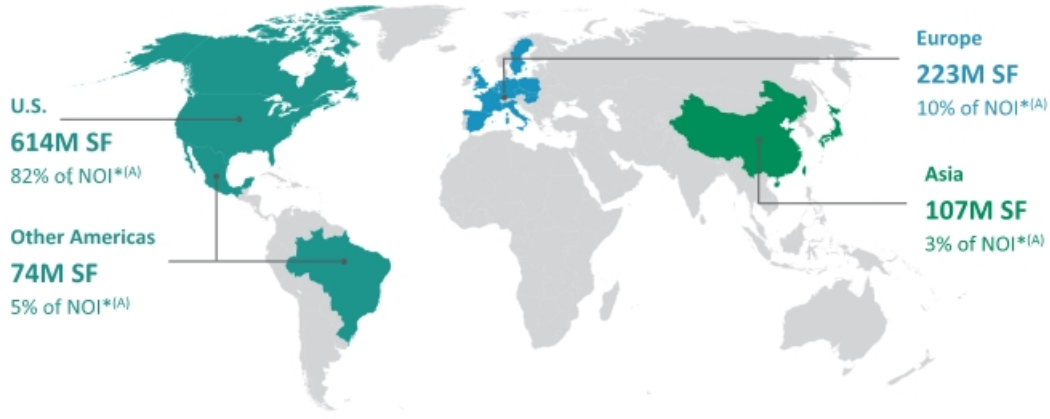 U.S.
614M SF
82% of NOI*(A)
Other Americas
74M SF
5% of NOI*(A)
Europe
223M SF
10% of NOI*(A)
Asia
107M SF
3% of NOI*(A)